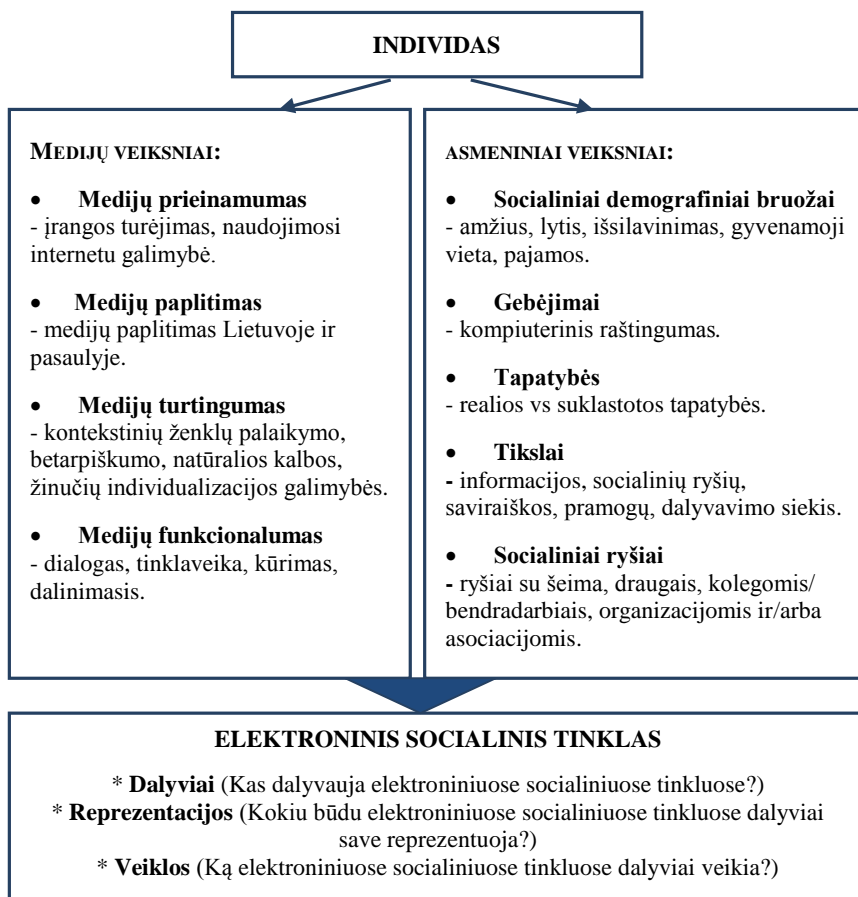 INDIVIDAS
MEDIJŲ VEIKSNIAI:
• Medijų prieinamumas
- įrangos turėjimas, naudojimosi
internetu galimybė.
• Medijų paplitimas
- medijų paplitimas Lietuvoje ir
pasaulyje.
• Medijų turtingumas
- kontekstinių ženklų palaikymo,
betarpiškumo, natūralios kalbos,
žinučių individualizacijos galimybės.
• Medijų funkcionalumas
- dialogas, tinklaveika, kūrimas,
dalinimasis.
ASMENINIAI VEIKSNIAI:
• Socialiniai demografiniai bruožai
- amžius, lytis, išsilavinimas, gyvenamoji
vieta, pajamos.
• Gebėjimai
- kompiuterinis raštingumas.
• Tapatybės
- realios vs suklastotos tapatybės.
• Tikslai
- informacijos, socialinių ryšių,
saviraiškos, pramogų, dalyvavimo siekis.
• Socialiniai ryšiai
- ryšiai su šeima, draugais, kolegomis/
bendradarbiais, organizacijomis ir/arba
asociacijomis.
ELEKTRONINIS SOCIALINIS TINKLAS
* Dalyviai (Kas dalyvauja elektroniniuose socialiniuose tinkluose?)
* Reprezentacijos (Kokiu būdu elektroniniuose socialiniuose tinkluose dalyviai
save reprezentuoja?)
* Veiklos (Ką elektroniniuose socialiniuose tinkluose dalyviai veikia?)